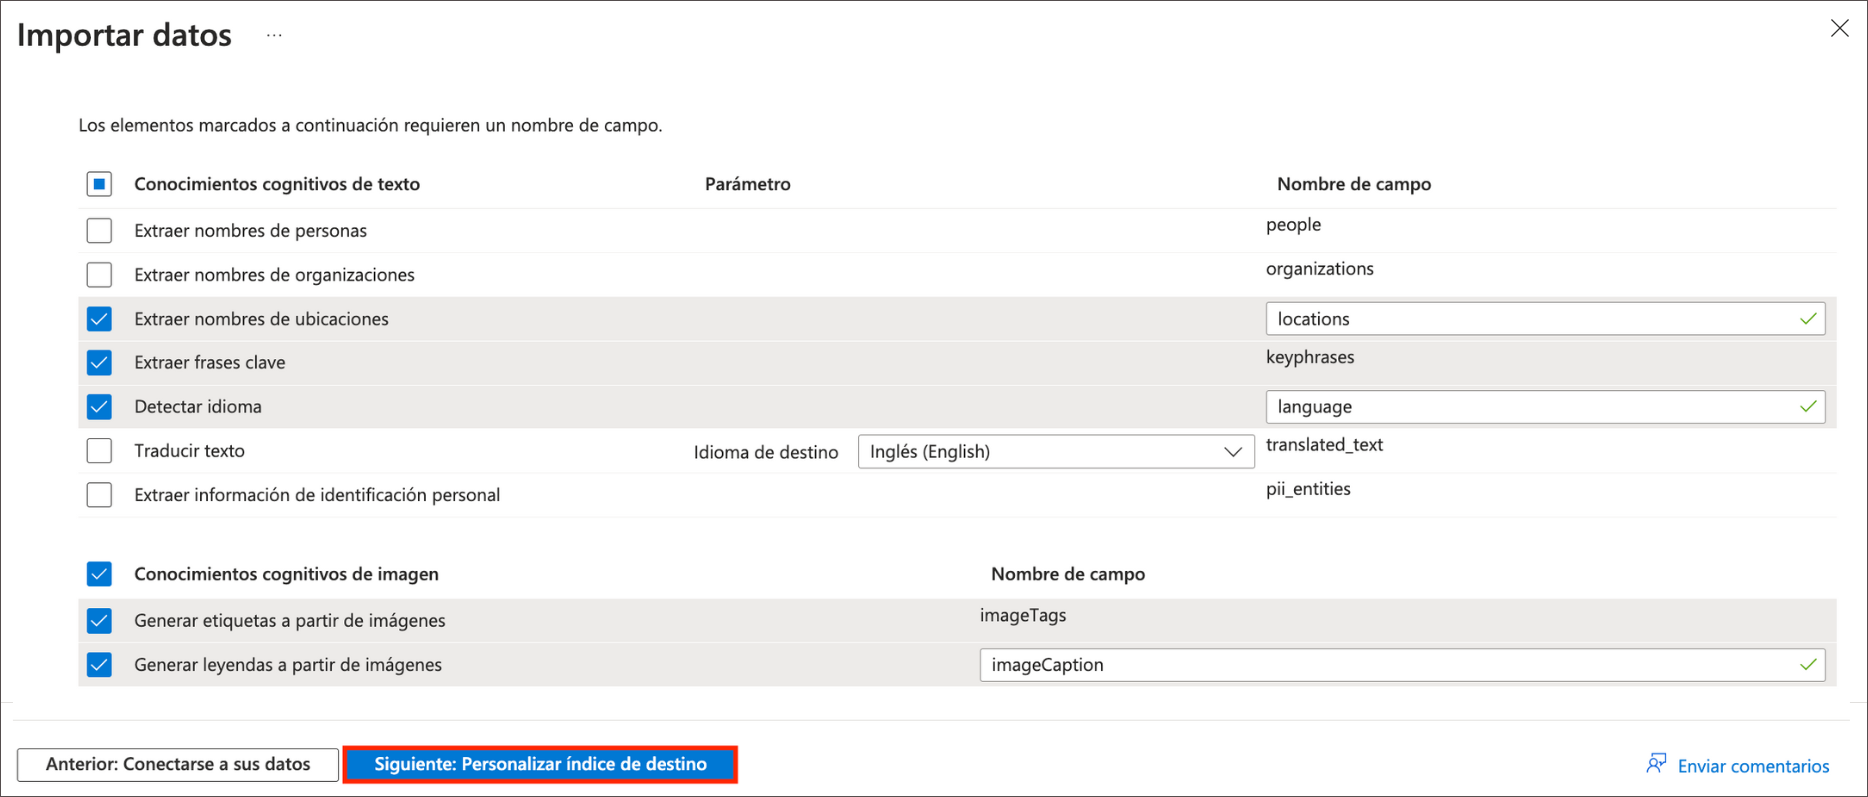 Importar datos ...
Los elementos marcados a continuación requieren un nombre de campo.
Conocimientos cognitivos de texto Parámetro Nombre de campo
Extraer nombres de personas people
Extraer nombres de organizaciones organizations
Extraer nombres de ubicaciones locations
Extraer frases clave keyphrases
Detectar idioma language
Traducir texto Idioma de destino Inglés (English) translated_text
Extraer información de identificación personal pii_entities
Conocimientos cognitivos de imagen Nombre de campo
Generar etiquetas a partir de imágenes imageTags
Generar leyendas a partir de imágenes imageCaption
Anterior: Conectarse a sus datos Siguiente: Personalizar índice de destino Enviar comentarios